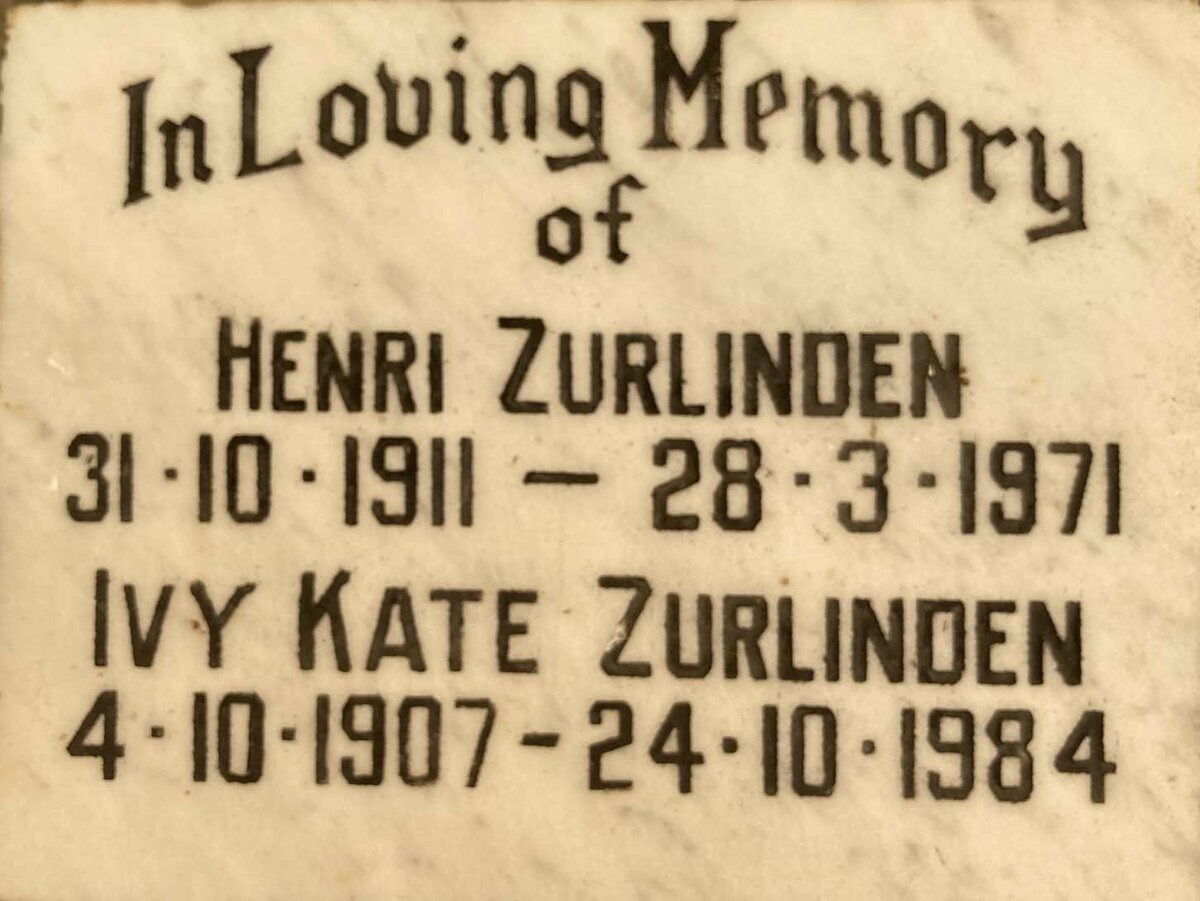 In Loving Memory
of
HENRI ZURLINDEN
31·10·1911 — 28·3·1971
IVY KATE ZURLINDEN
4·10·1907 - 24·10·1984